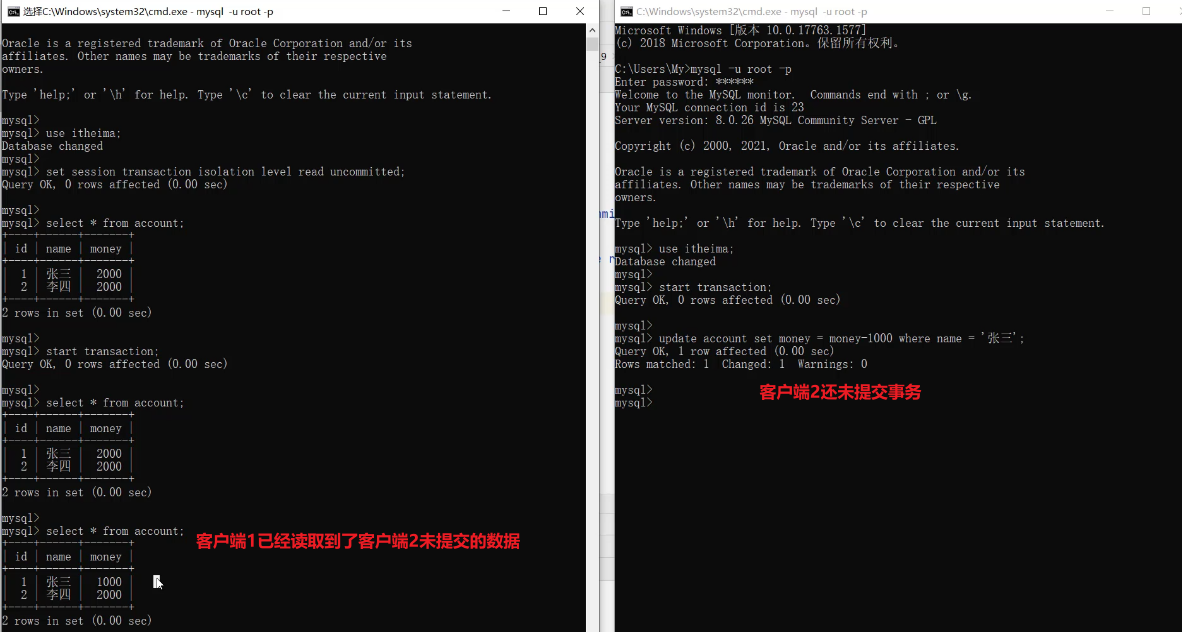 选择C:\Windows\system32\cmd.exe - mysql -u root -p
Oracle is a registered trademark of Oracle Corporation and/or its
affiliates. Other names may be trademarks of their respective
owners.
Type 'help;' or '\h' for help. Type '\c' to clear the current input statement.
mysql>
mysql> use itheima;
Database changed
mysql>
mysql> set session transaction isolation level read uncommitted;
Query OK, 0 rows affected (0.00 sec)
mysql>
mysql> select * from account;
+----+------+-------+
| id | name | money |
+----+------+-------+
| 1 | 张三 | 2000 |
| 2 | 李四 | 2000 |
+----+------+-------+
2 rows in set (0.00 sec)
mysql>
mysql> start transaction;
Query OK, 0 rows affected (0.00 sec)
mysql>
mysql> select * from account;
+----+------+-------+
| id | name | money |
+----+------+-------+
| 1 | 张三 | 2000 |
| 2 | 李四 | 2000 |
+----+------+-------+
2 rows in set (0.00 sec)
mysql>
mysql> select * from account;
+----+------+-------+
| id | name | money |
+----+------+-------+
| 1 | 张三 | 1000 |
| 2 | 李四 | 2000 |
+----+------+-------+
2 rows in set (0.00 sec)
客户端1已经读取到了客户端2未提交的数据
C:\Windows\system32\cmd.exe - mysql -u root -p
Microsoft Windows [版本 10.0.17763.1577]
(c) 2018 Microsoft Corporation。保留所有权利。
C:\Users\My>mysql -u root -p
Enter password: ******
Welcome to the MySQL monitor. Commands end with ; or \g.
Your MySQL connection id is 23
Server version: 8.0.26 MySQL Community Server - GPL
Copyright (c) 2000, 2021, Oracle and/or its affiliates.
Oracle is a registered trademark of Oracle Corporation and/or its
affiliates. Other names may be trademarks of their respective
owners.
Type 'help;' or '\h' for help. Type '\c' to clear the current input statement.
mysql> use itheima;
Database changed
mysql>
mysql> start transaction;
Query OK, 0 rows affected (0.00 sec)
mysql>
mysql> update account set money = money-1000 where name = '张三';
Query OK, 1 row affected (0.00 sec)
Rows matched: 1 Changed: 1 Warnings: 0
mysql>
mysql>
客户端2还未提交事务